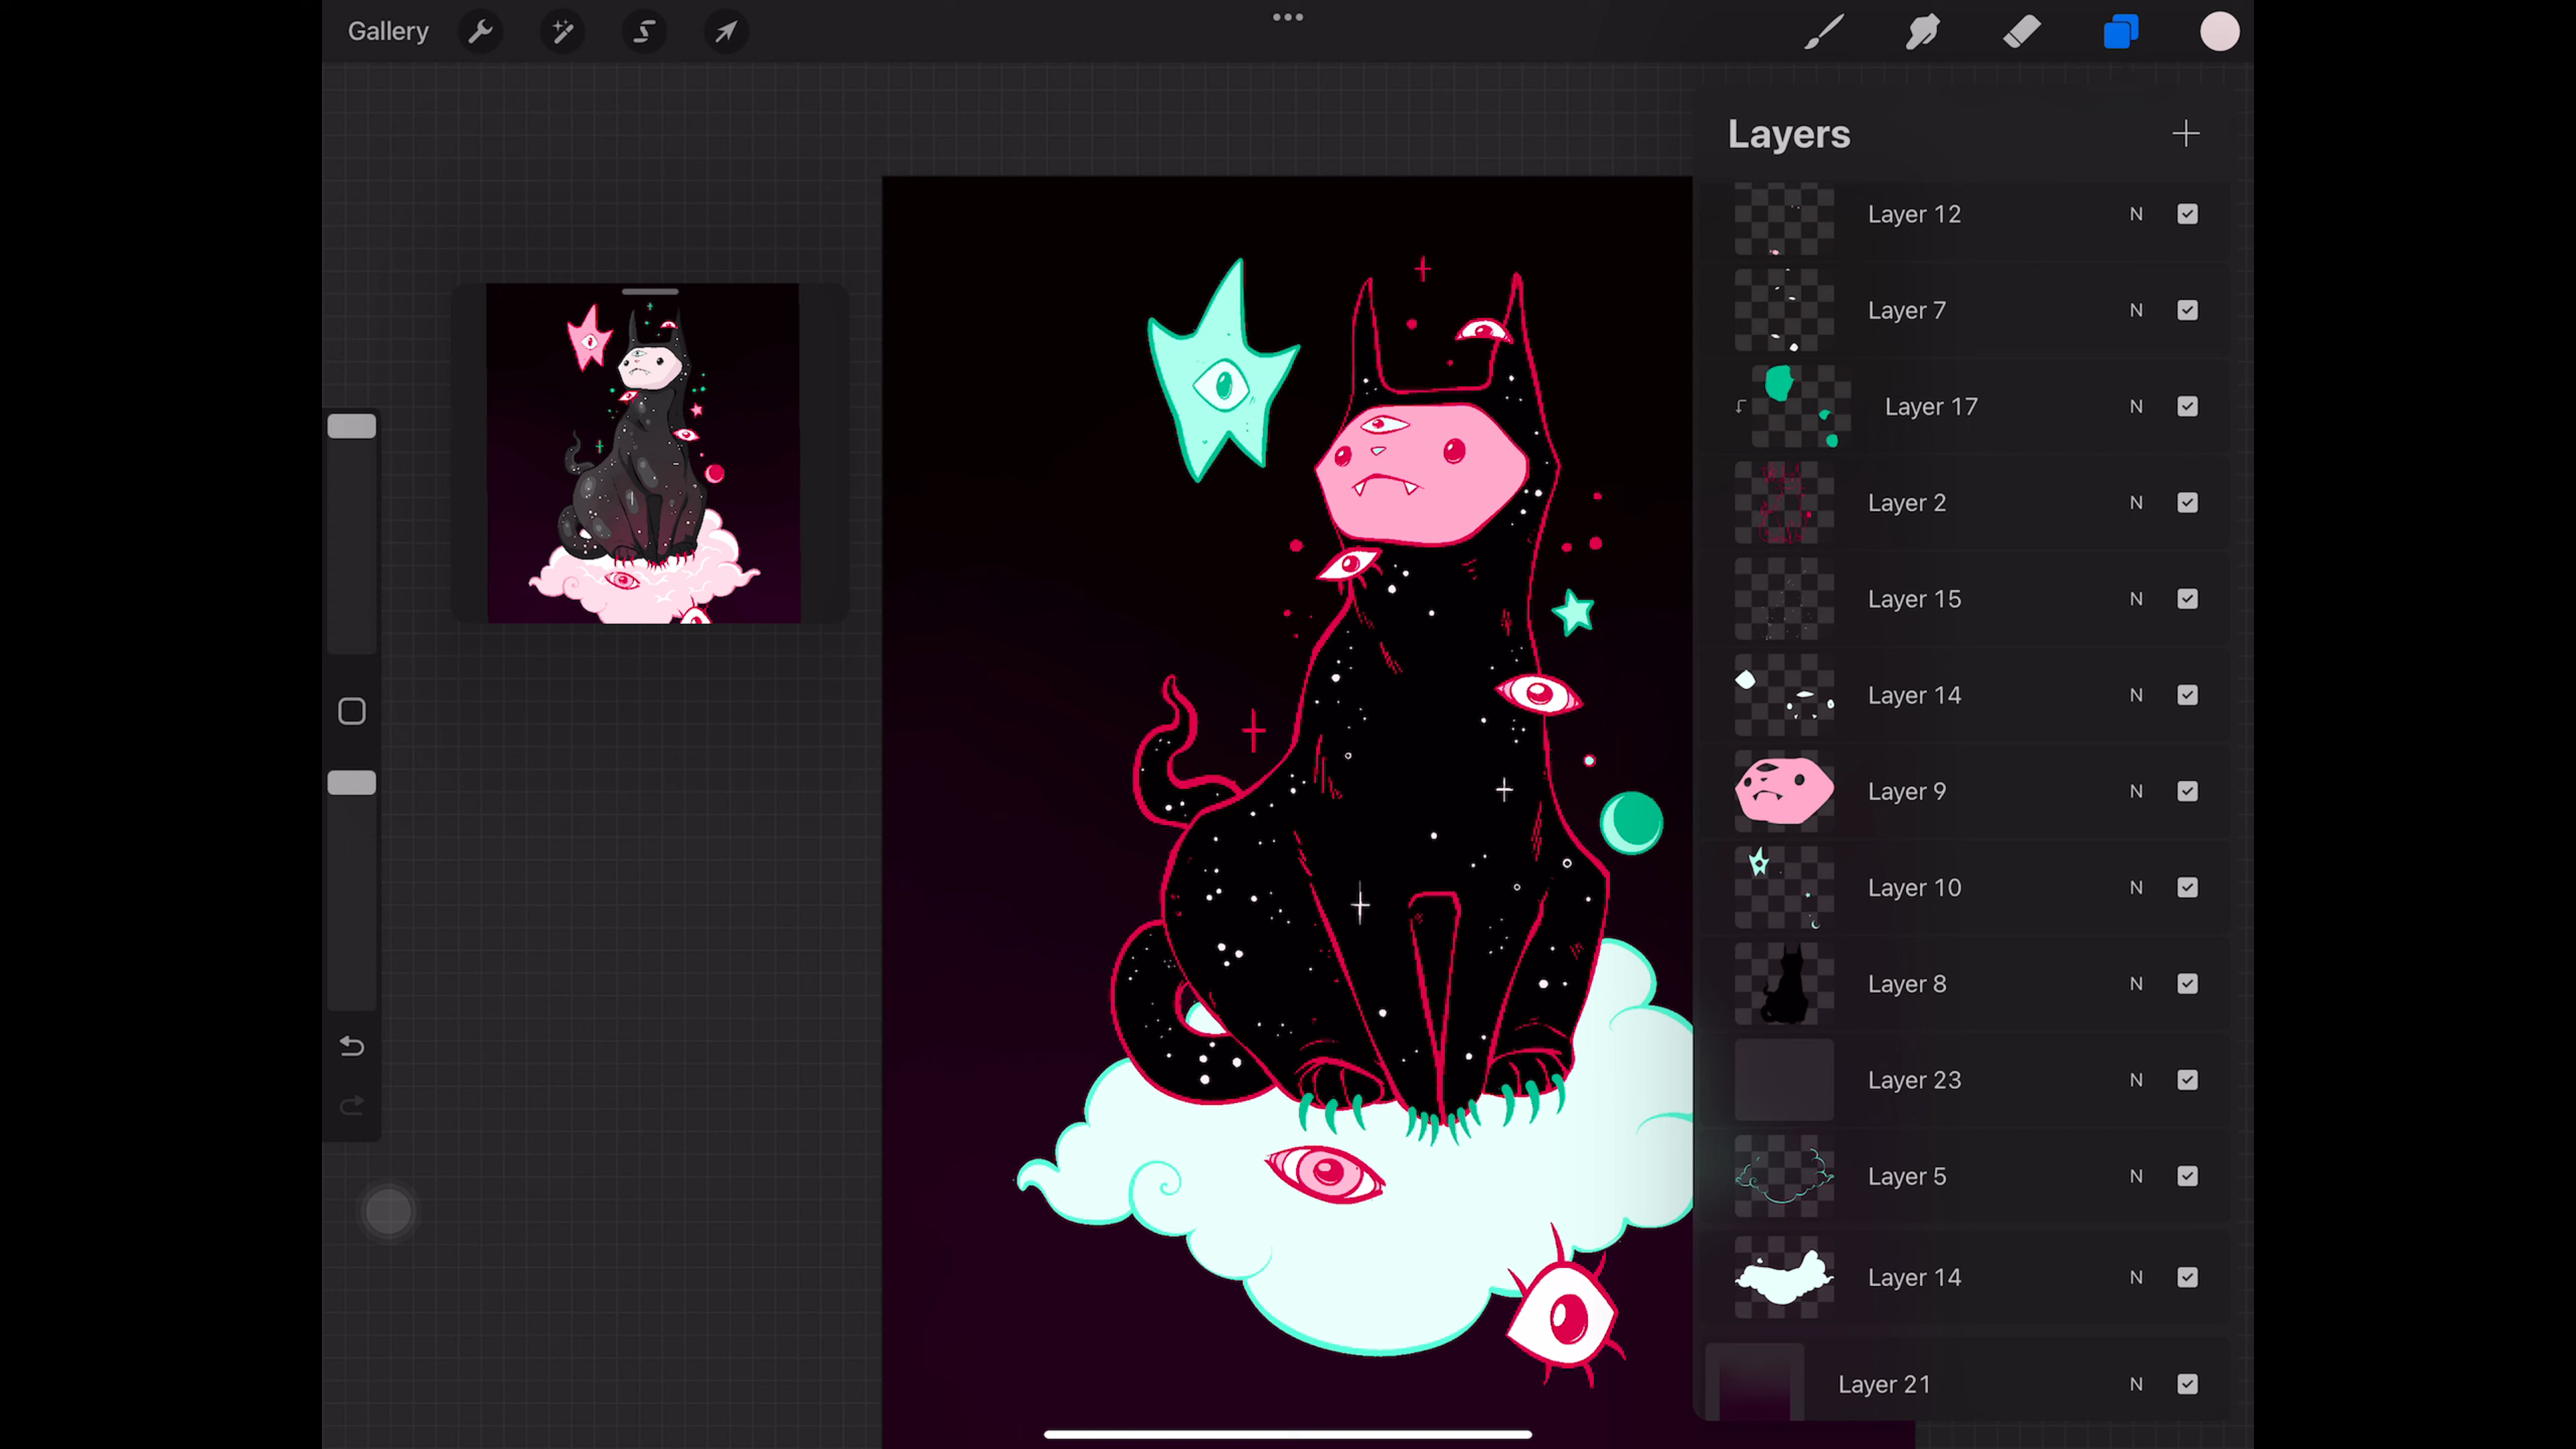 Gallery
Layers
Layer 12 N
Layer 7 N
Layer 17 N
Layer 2 N
Layer 15 N
Layer 14 N
Layer 9 N
Layer 10 N
Layer 8 N
Layer 23 N
Layer 5 N
Layer 14 N
Layer 21 N